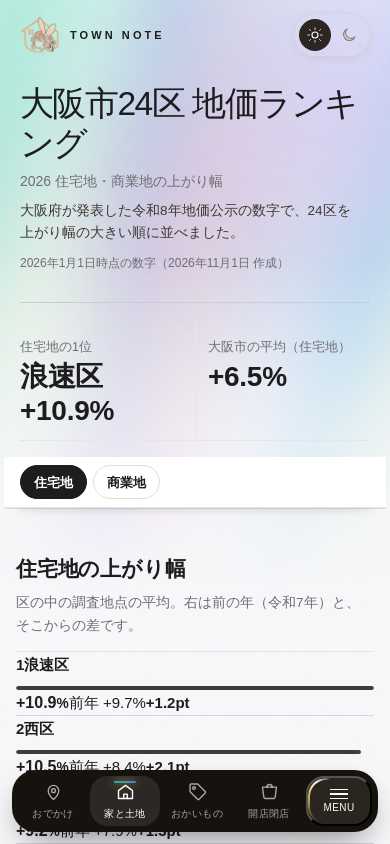 TOWN NOTE
大阪市24区 地価ランキ
ング
2026 住宅地・商業地の上がり幅
大阪府が発表した令和8年地価公示の数字で、24区を
上がり幅の大きい順に並べました。
2026年1月1日時点の数字（2026年11月1日 作成）
住宅地の1位
浪速区
+10.9%
大阪市の平均（住宅地）
+6.5%
住宅地
商業地
住宅地の上がり幅
区の中の調査地点の平均。右は前の年（令和7年）と、
そこからの差です。
1浪速区
+10.9%前年 +9.7%+1.2pt
2西区
+10.5%前年 +8.4%+2.1pt
おでかけ
家と土地
おかいもの
開店閉店
MENU